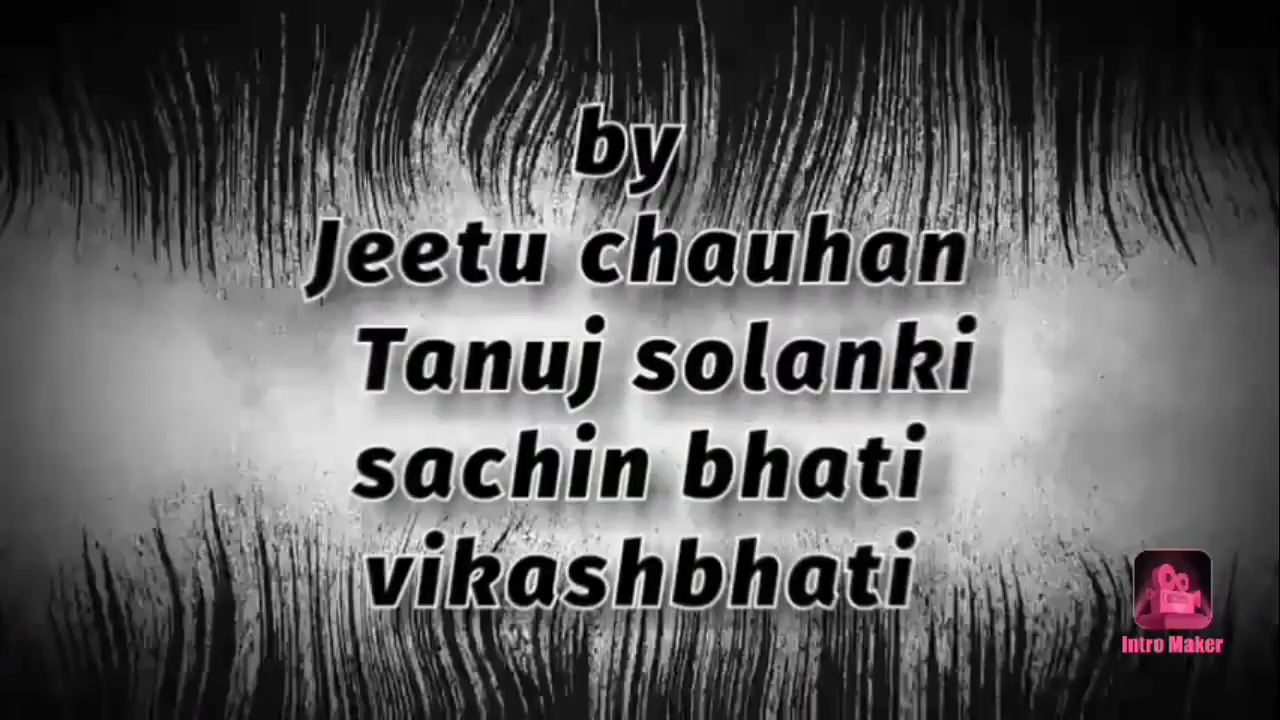 by
Jeetu chauhan
Tanuj solanki
sachin bhati
vikashbhati
Intro Maker